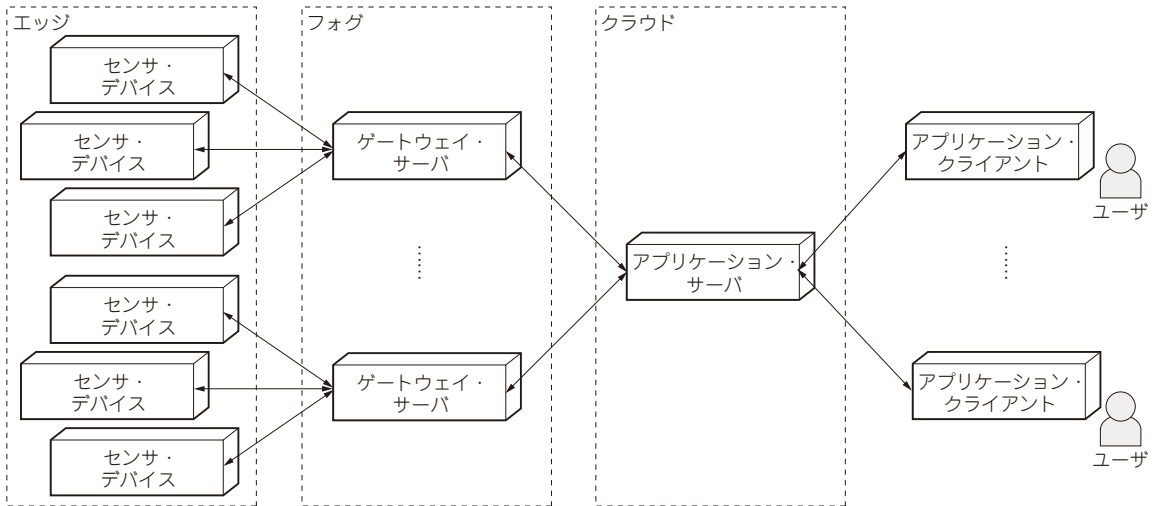 エッジ
センサ・
デバイス
センサ・
デバイス
センサ・
デバイス
センサ・
デバイス
センサ・
デバイス
センサ・
デバイス
フォグ
ゲートウェイ・
サーバ
ゲートウェイ・
サーバ
クラウド
アプリケーション・
サーバ
アプリケーション・
クライアント
ユーザ
アプリケーション・
クライアント
ユーザ